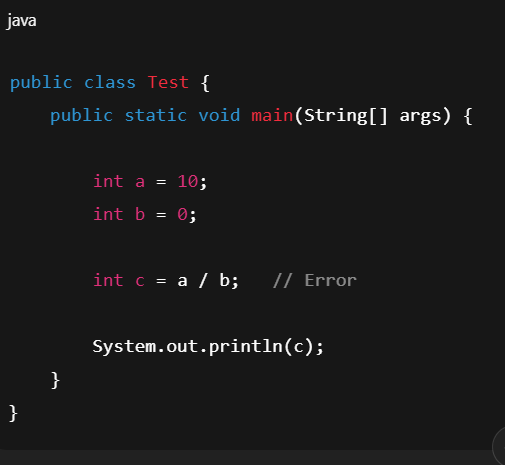 java
public class Test {
public static void main(String[] args) {
int a = 10;
int b = 0;
int c = a / b;   // Error
System.out.println(c);
}
}